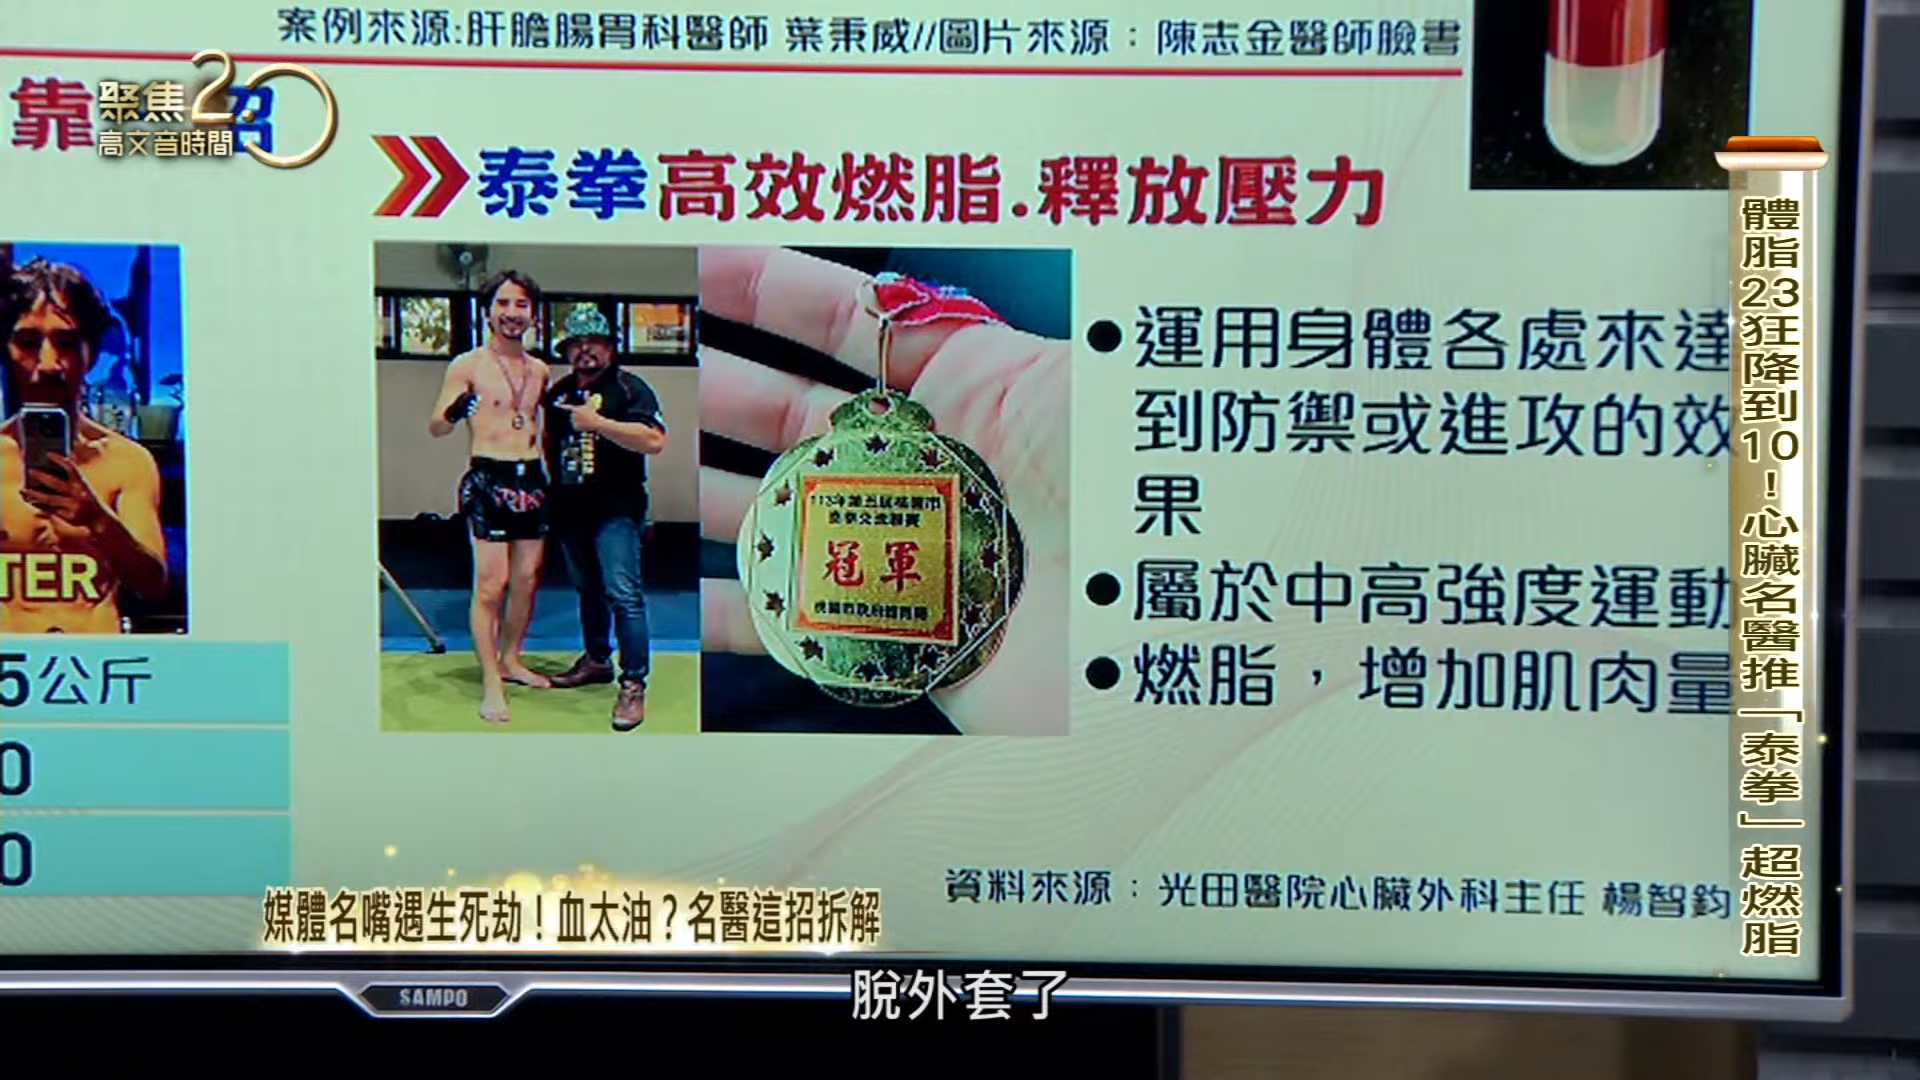 案例來源:肝膽腸胃科醫師 葉秉威//圖片來源：陳志金醫師臉書
靠
招
聚焦2.0
高文音時間
泰拳高效燃脂.釋放壓力
•運用身體各處來達
到防禦或進攻的效
果
•屬於中高強度運動
•燃脂，增加肌肉量
冠軍
TER
5公斤
0
0
資料來源：光田醫院心臟外科主任 楊智鈞
體脂23狂降到10！心臟名醫推「泰拳」超燃脂
媒體名嘴遇生死劫！血太油？名醫這招拆解
SAMPO
脫外套了